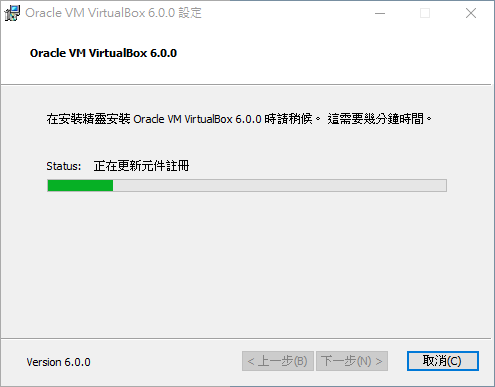 Oracle VM VirtualBox 6.0.0 設定
Oracle VM VirtualBox 6.0.0
在安裝精靈安裝 Oracle VM VirtualBox 6.0.0 時請稍候。 這需要幾分鐘時間。
Status: 正在更新元件註冊
Version 6.0.0 < 上一步(B) 下一步(N) > 取消(C)